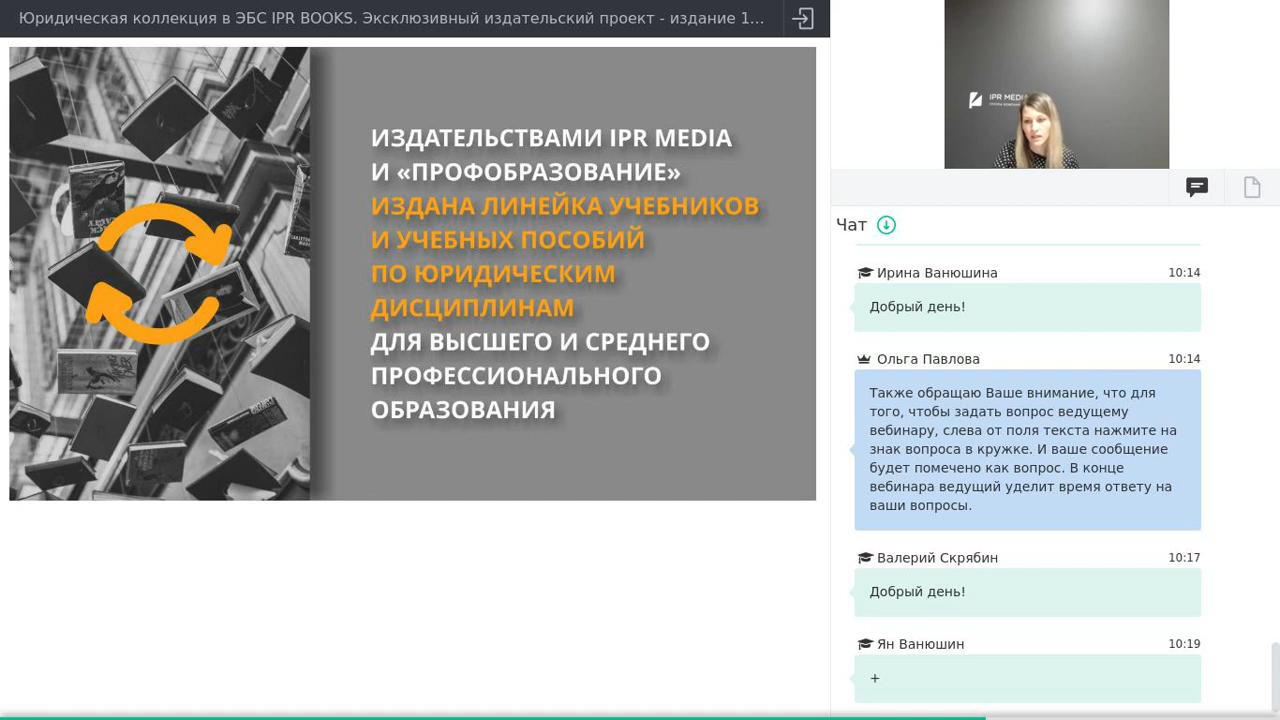 Юридическая коллекция в ЭБС IPR BOOKS. Эксклюзивный издательский проект - издание 1...
ИЗДАТЕЛЬСТВАМИ IPR MEDIA
И «ПРОФОБРАЗОВАНИЕ»
ИЗДАНА ЛИНЕЙКА УЧЕБНИКОВ
И УЧЕБНЫХ ПОСОБИЙ
ПО ЮРИДИЧЕСКИМ
ДИСЦИПЛИНАМ
ДЛЯ ВЫСШЕГО И СРЕДНЕГО
ПРОФЕССИОНАЛЬНОГО
ОБРАЗОВАНИЯ
IPR MEDIA
Чат
Ирина Ванюшина 10:14
Добрый день!
Ольга Павлова 10:14
Также обращаю Ваше внимание, что для
того, чтобы задать вопрос ведущему
вебинару, слева от поля текста нажмите на
знак вопроса в кружке. И ваше сообщение
будет помечено как вопрос. В конце
вебинара ведущий уделит время ответу на
ваши вопросы.
Валерий Скрябин 10:17
Добрый день!
Ян Ванюшин 10:19
+